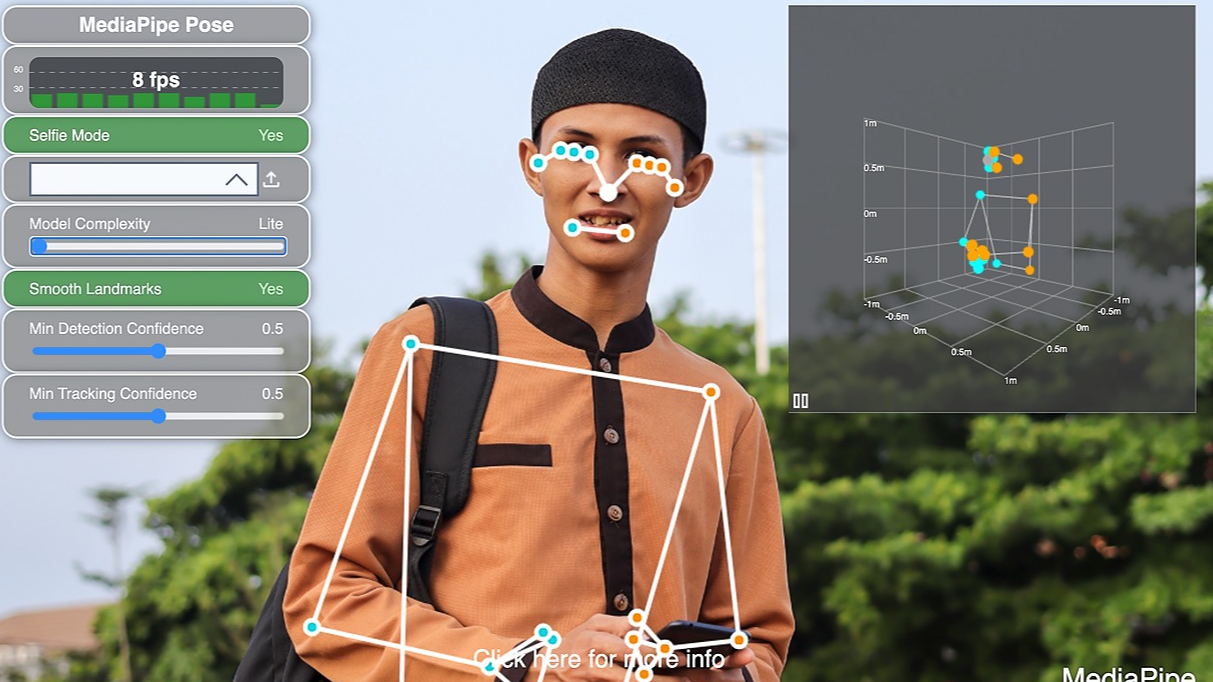 MediaPipe Pose
60
30
8 fps
Selfie Mode Yes
Model Complexity Lite
Smooth Landmarks Yes
Min Detection Confidence 0.5
Min Tracking Confidence 0.5
1m
0.5m
0m
-0.5m
-1m
-0.5m
0m
0.5m
1m
0.5m
0m
-0.5m
-1m
Click here for more info
MediaPipe